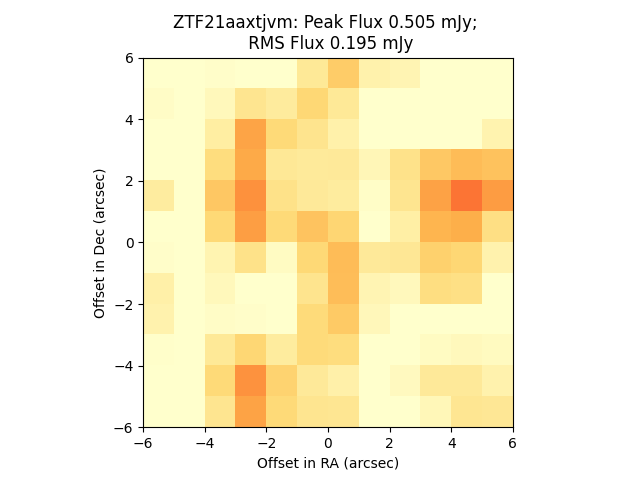 ZTF21aaxtjvm: Peak Flux 0.505 mJy;
RMS Flux 0.195 mJy
6
4
2
0
−2
−4
−6
Offset in Dec (arcsec)
−6 −4 −2 0 2 4 6
Offset in RA (arcsec)